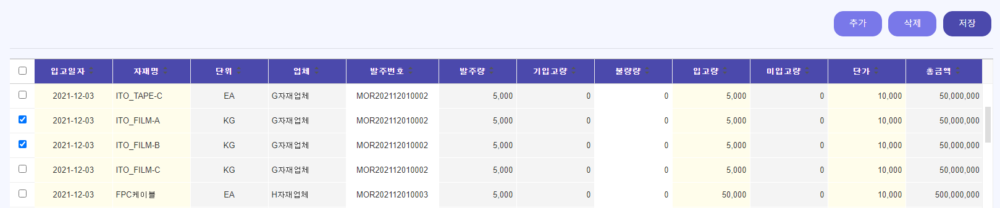 추가 삭제 저장
입고일자 자재명 단위 업체 발주번호 발주량 기입고량 불량량 입고량 미입고량 단가 총금액
2021-12-03 ITO_TAPE-C EA G자재업체 MOR202112010002 5,000 0 0 5,000 0 10,000 50,000,000
2021-12-03 ITO_FILM-A KG G자재업체 MOR202112010002 5,000 0 0 5,000 0 10,000 50,000,000
2021-12-03 ITO_FILM-B KG G자재업체 MOR202112010002 5,000 0 0 5,000 0 10,000 50,000,000
2021-12-03 ITO_FILM-C KG G자재업체 MOR202112010002 5,000 0 0 5,000 0 10,000 50,000,000
2021-12-03 FPC케이블 EA H자재업체 MOR202112010003 5,000 0 0 50,000 0 10,000 500,000,000